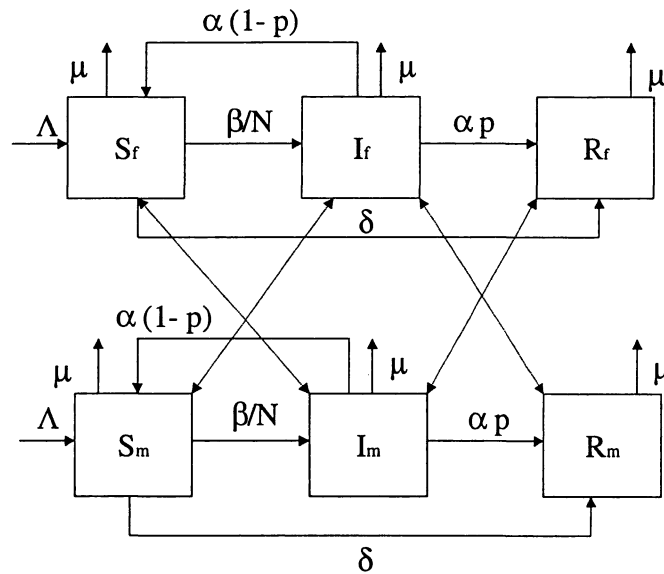 α (1- p)
μ
μ
μ
Λ
Sf
β/N
If
α p
Rf
δ
α (1- p)
μ
μ
μ
Λ
Sm
β/N
Im
α p
Rm
δ